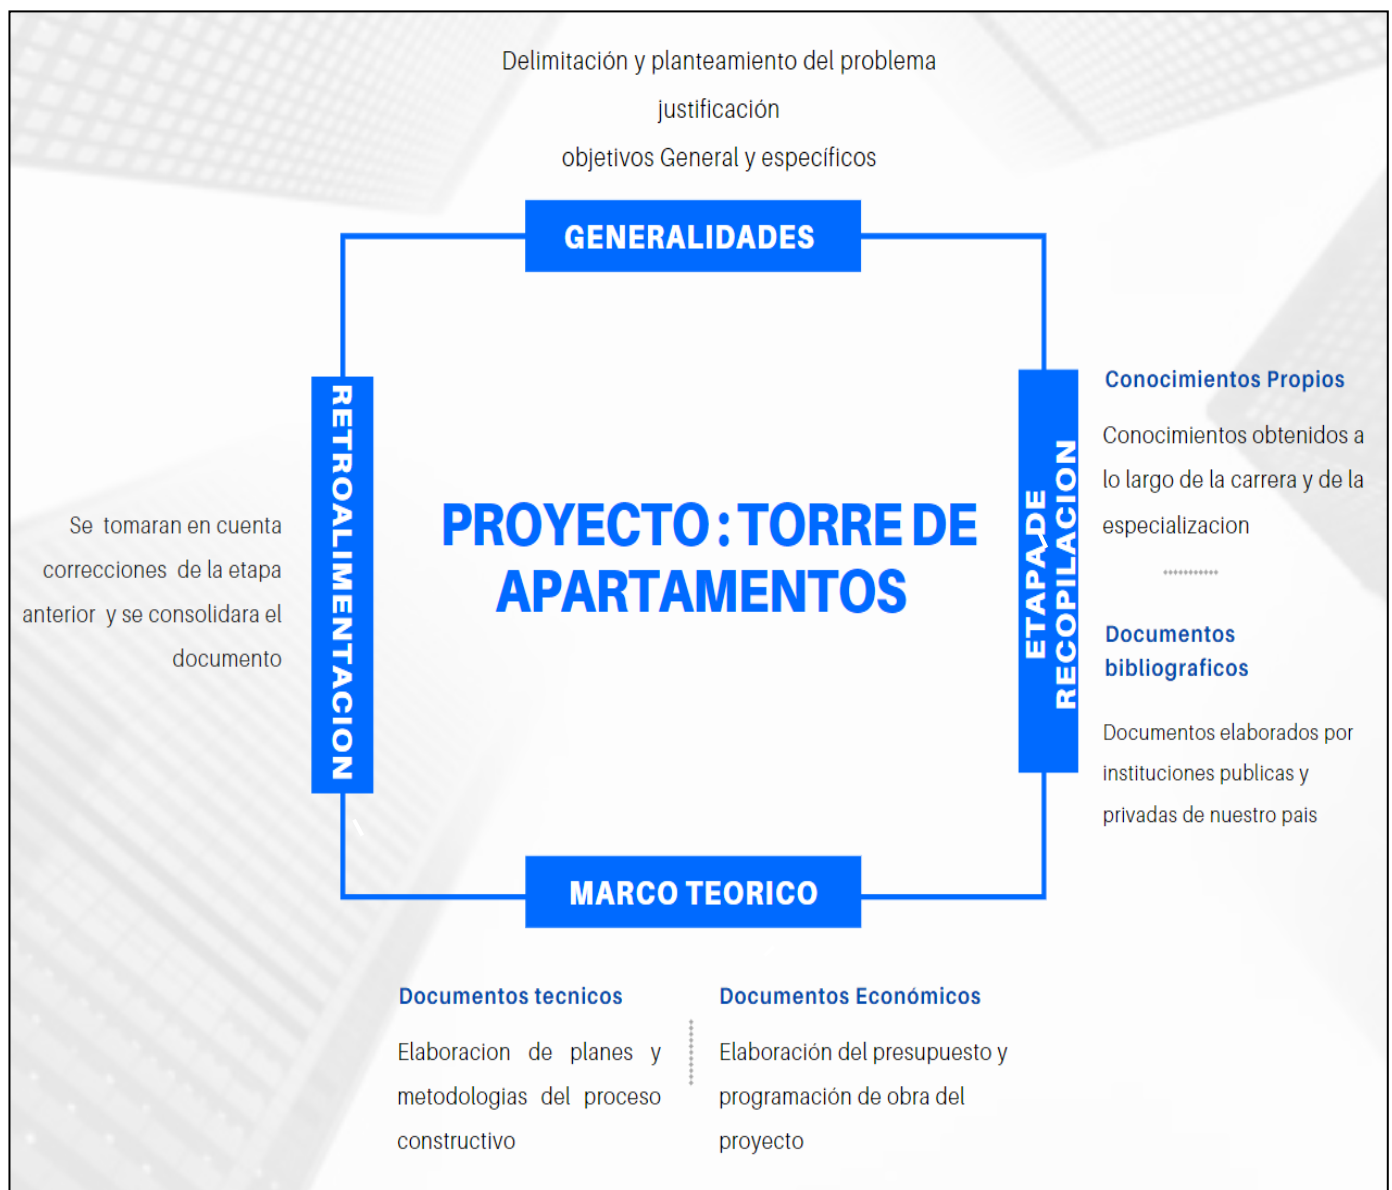 Delimitación y planteamiento del problema
justificación
objetivos General y específicos
GENERALIDADES
RETROALIMENTACION
Se tomaran en cuenta
correcciones de la etapa
anterior y se consolidara el
documento
PROYECTO : TORRE DE
APARTAMENTOS
ETAPA DE
RECOPILACION
Conocimientos Propios
Conocimientos obtenidos a
lo largo de la carrera y de la
especializacion
Documentos
bibliograficos
Documentos elaborados por
instituciones publicas y
privadas de nuestro pais
MARCO TEORICO
Documentos tecnicos
Elaboracion de planes y
metodologias del proceso
constructivo
Documentos Económicos
Elaboración del presupuesto y
programación de obra del
proyecto